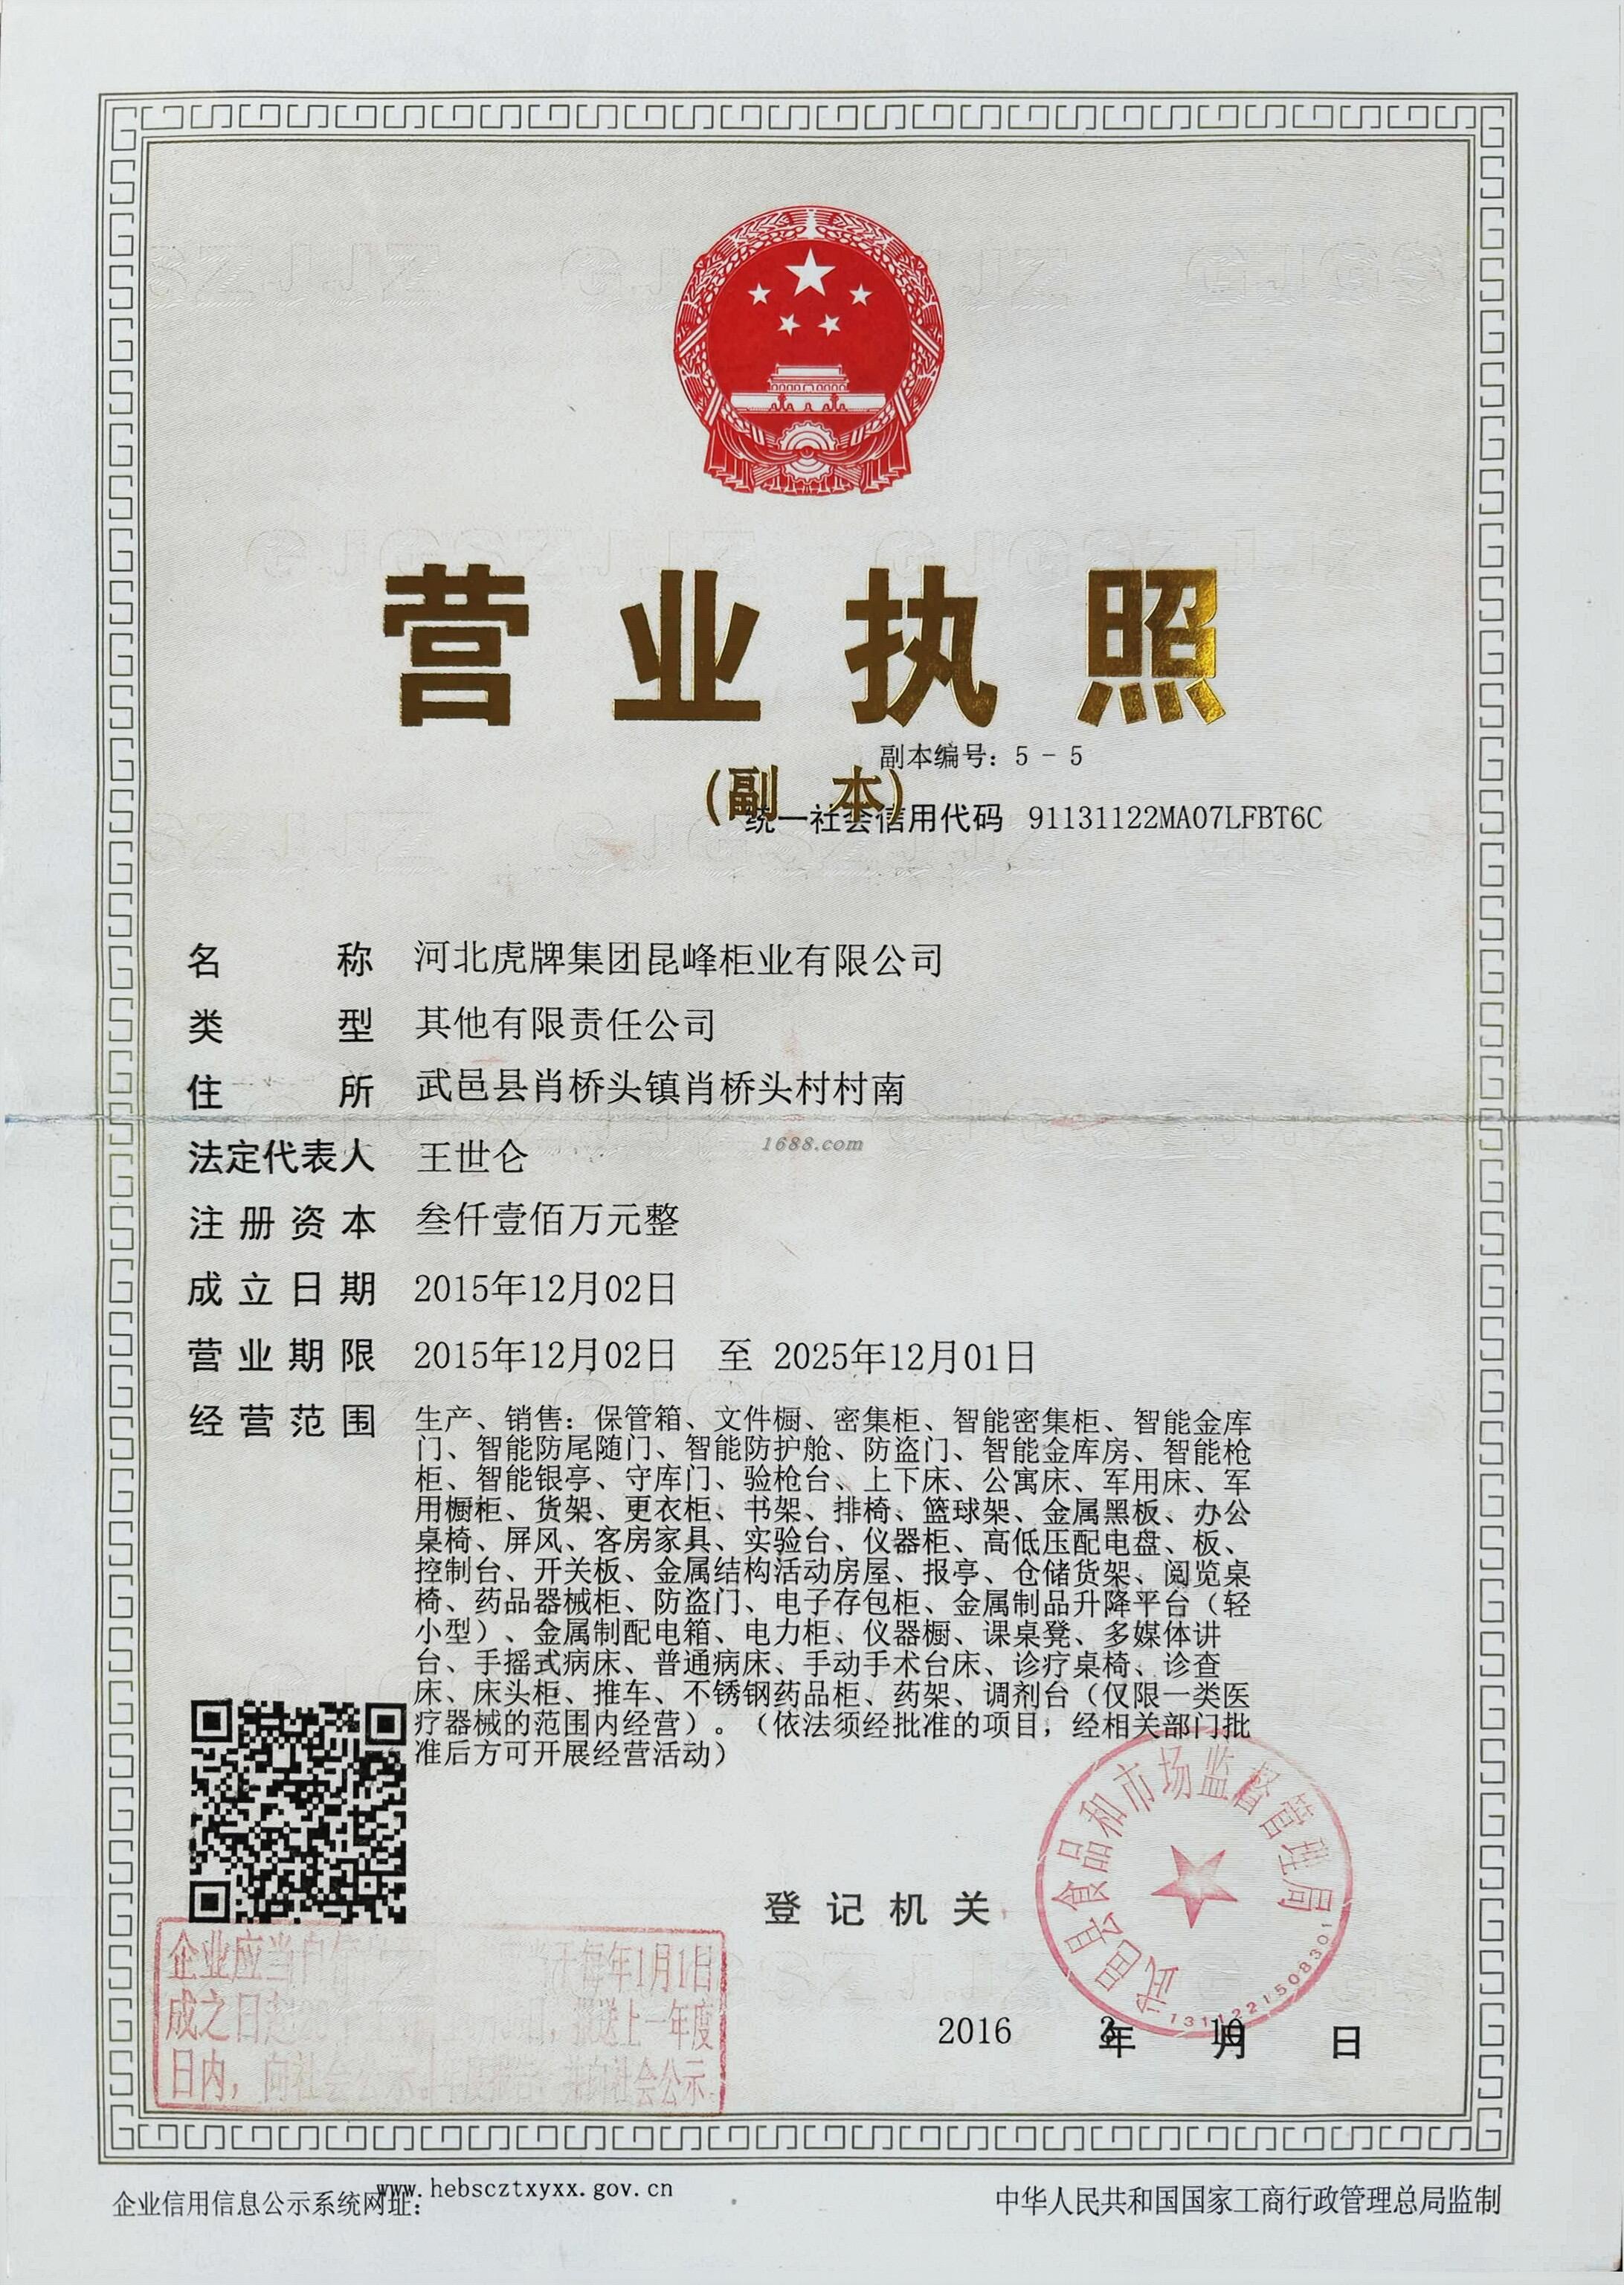 营业执照
副本编号：5 - 5
(副 本)
统一社会信用代码 91131122MA07LFBT6C
名称 河北虎牌集团昆峰柜业有限公司
类型 其他有限责任公司
住所 武邑县肖桥头镇肖桥头村村南
1688.com
法定代表人 王世仑
注册资本 叁仟壹佰万元整
成立日期 2015年12月02日
营业期限 2015年12月02日 至 2025年12月01日
经营范围 生产、销售：保管箱、文件橱、密集柜、智能密集柜、智能金库
门、智能防尾随门、智能防护舱、防盗门、智能金库房、智能枪
柜、智能银亭、守库门、验枪台、上下床、公寓床、军用床、军
用橱柜、货架、更衣柜、书架、排椅、篮球架、金属黑板、办公
桌椅、屏风、客房家具、实验台、仪器柜、高低压配电盘、板、
控制台、开关板、金属结构活动房屋、报亭、仓储货架、阅览桌
椅、药品器械柜、防盗门、电子存包柜、金属制品升降平台（轻
小型）、金属制配电箱、电力柜、仪器橱、课桌凳、多媒体讲
台、手摇式病床、普通病床、手动手术台床、诊疗桌椅、诊查
床、床头柜、推车、不锈钢药品柜、药架、调剂台（仅限一类医
疗器械的范围内经营）。（依法须经批准的项目，经相关部门批
准后方可开展经营活动）
武邑县食品和市场监督管理局
1311221508301
登记机关
企业应当自 年1月1日
成之日起 报送上一年度
日内，向社会公示 并向社会公示
2016 年 月 10 日
企业信用信息公示系统网址：www.hebscztxyxx.gov.cn
中华人民共和国国家工商行政管理总局监制